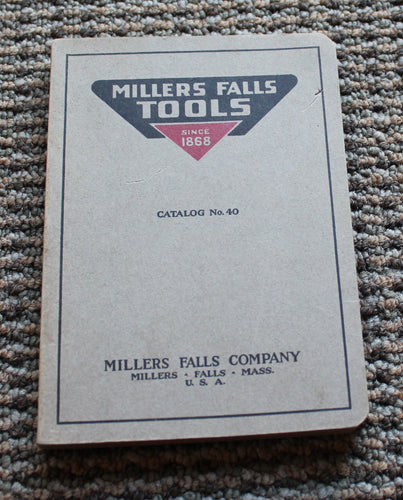 MILLERS FALLS
TOOLS
SINCE
1868
CATALOG No. 40
MILLERS FALLS COMPANY
MILLERS • FALLS • MASS.
U. S. A.